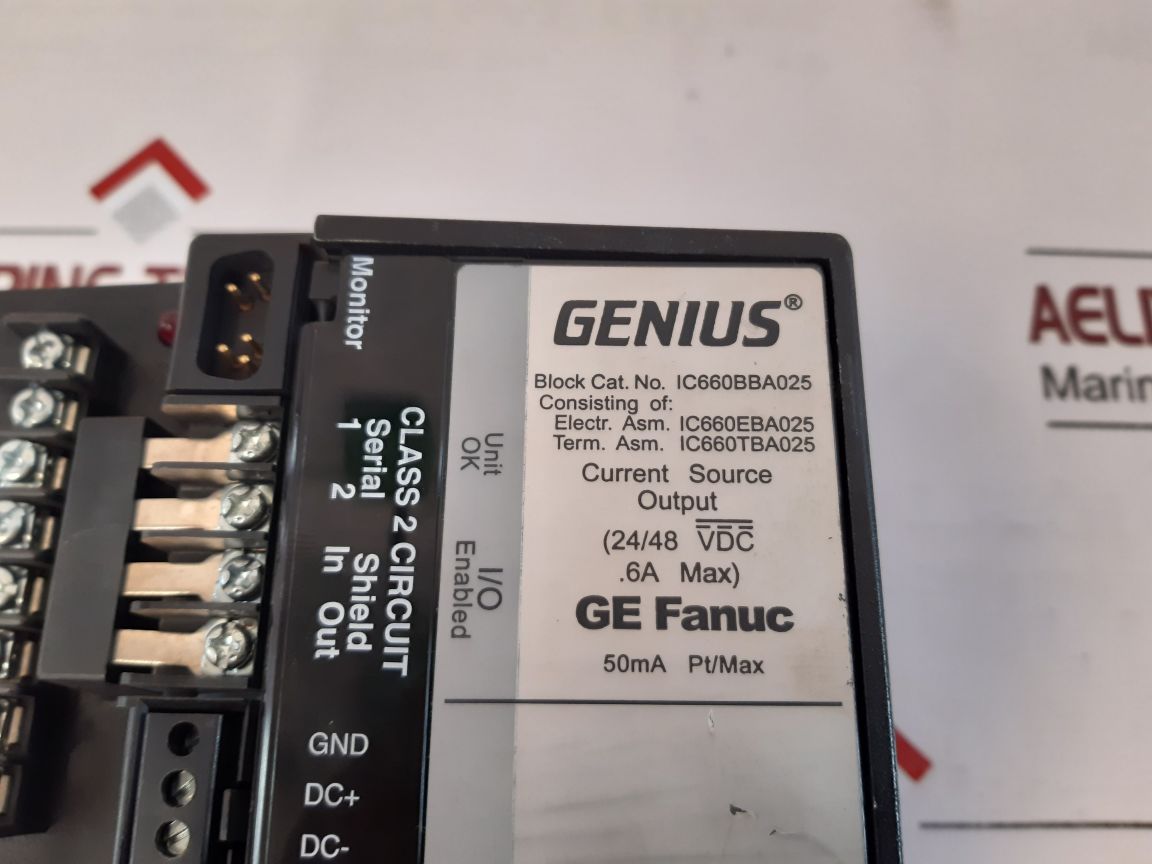 GENIUS®
Block Cat. No. IC660BBA025
Consisting of:
Electr. Asm. IC660EBA025
Term. Asm. IC660TBA025
Current Source
Output
(24/48 VDC
.6A Max)
GE Fanuc
50mA Pt/Max
Unit
OK
I/O
Enabled
Monitor
CLASS 2 CIRCUIT
Serial Shield
1 2 In Out
GND
DC+
DC-